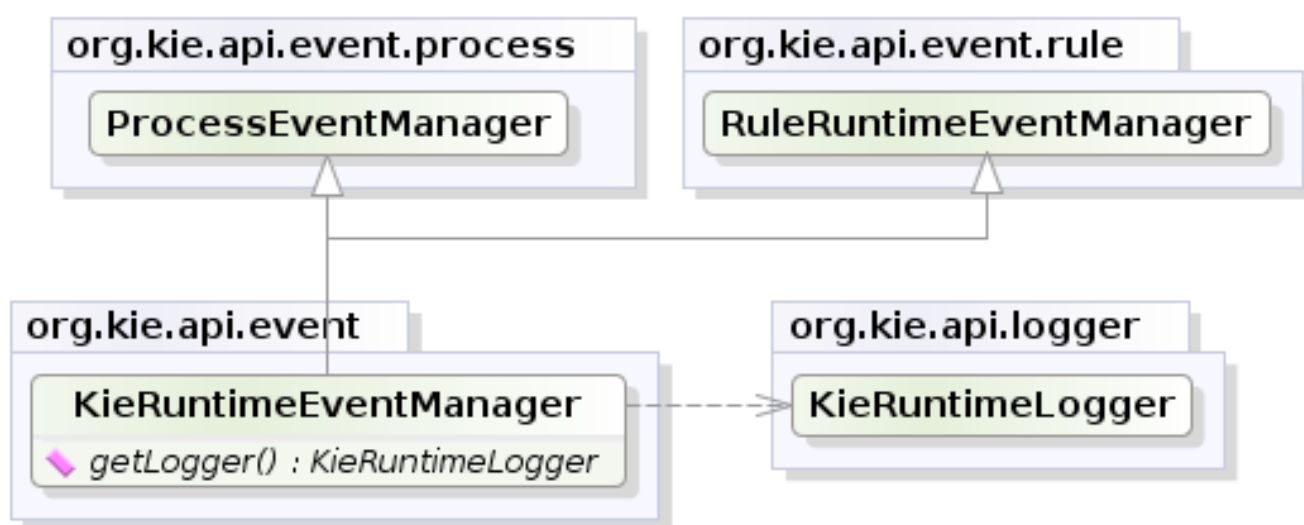 org.kie.api.event.process
ProcessEventManager
org.kie.api.event.rule
RuleRuntimeEventManager
org.kie.api.event
KieRuntimeEventManager
getLogger() : KieRuntimeLogger
org.kie.api.logger
KieRuntimeLogger